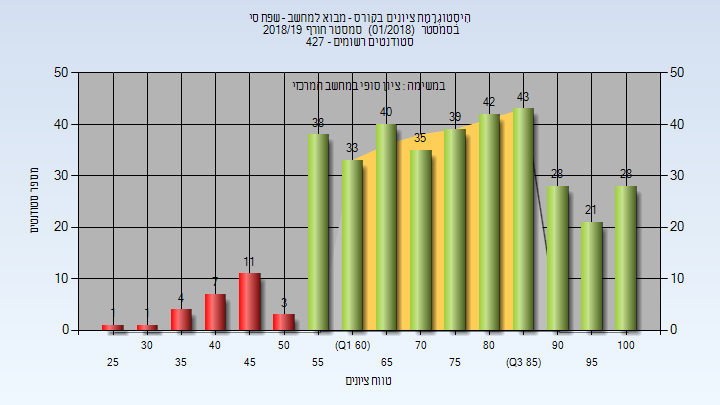 היסטוגרמת ציונים בקורס - מבוא למחשב - שפת סי
בסמסטר (01/2018) סמסטר חורף 2018/19
סטודנטים רשומים - 427
במשימה : ציון סופי במחשב המרכזי
50 50
40 40
30 30
20 20
10 10
0 0
מספר סטודנטים
1 1 4 7 11 3 38 33 40 35 39 42 43 28 21 28
30 40 50 (Q1 60) 70 80 90 100
25 35 45 55 65 75 (Q3 85) 95
טווח ציונים